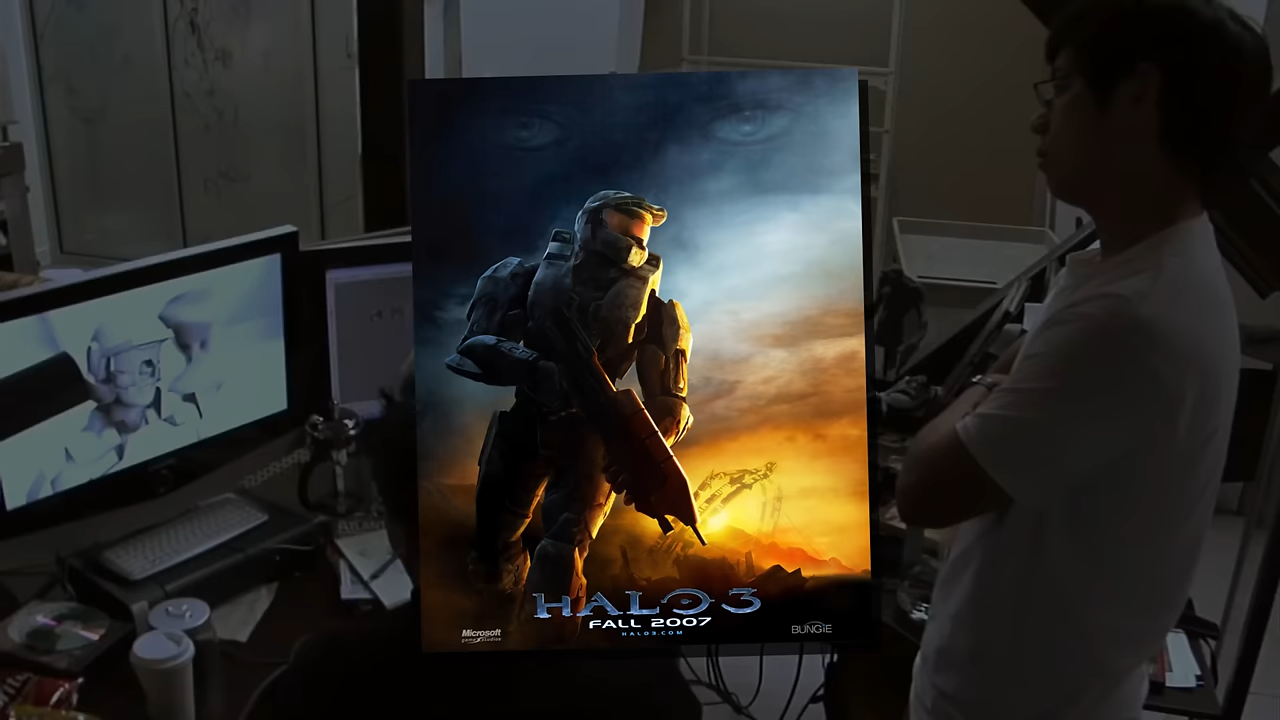 HALO 3
FALL 2007
HALO3.COM
Microsoft
game studios
BUNGIE